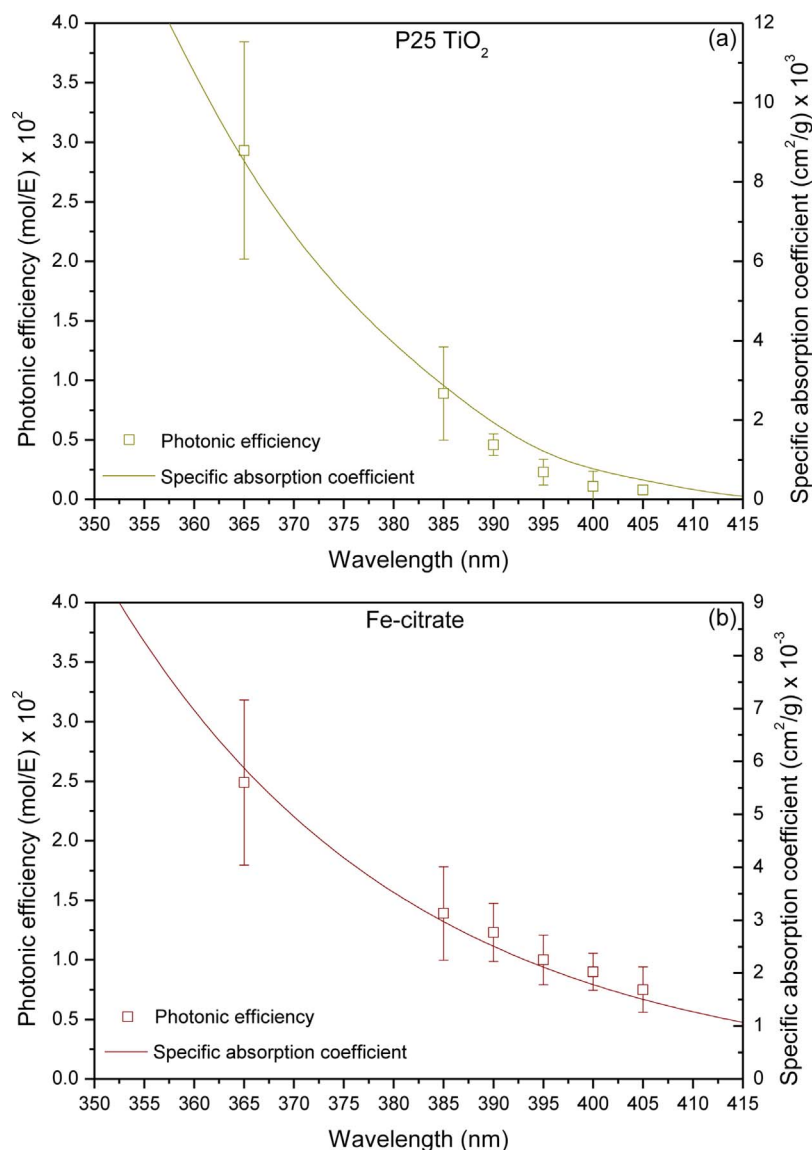 P25 TiO₂
(a)
Photonic efficiency (mol/E) x 10²
4.0
3.5
3.0
2.5
2.0
1.5
1.0
0.5
0.0
Specific absorption coefficient (cm²/g) x 10³
12
10
8
6
4
2
0
Photonic efficiency
Specific absorption coefficient
350 355 360 365 370 375 380 385 390 395 400 405 410 415
Wavelength (nm)
Fe-citrate
(b)
Photonic efficiency (mol/E) x 10²
4.0
3.5
3.0
2.5
2.0
1.5
1.0
0.5
0.0
Specific absorption coefficient (cm²/g) x 10⁻³
9
8
7
6
5
4
3
2
1
0
Photonic efficiency
Specific absorption coefficient
350 355 360 365 370 375 380 385 390 395 400 405 410 415
Wavelength (nm)